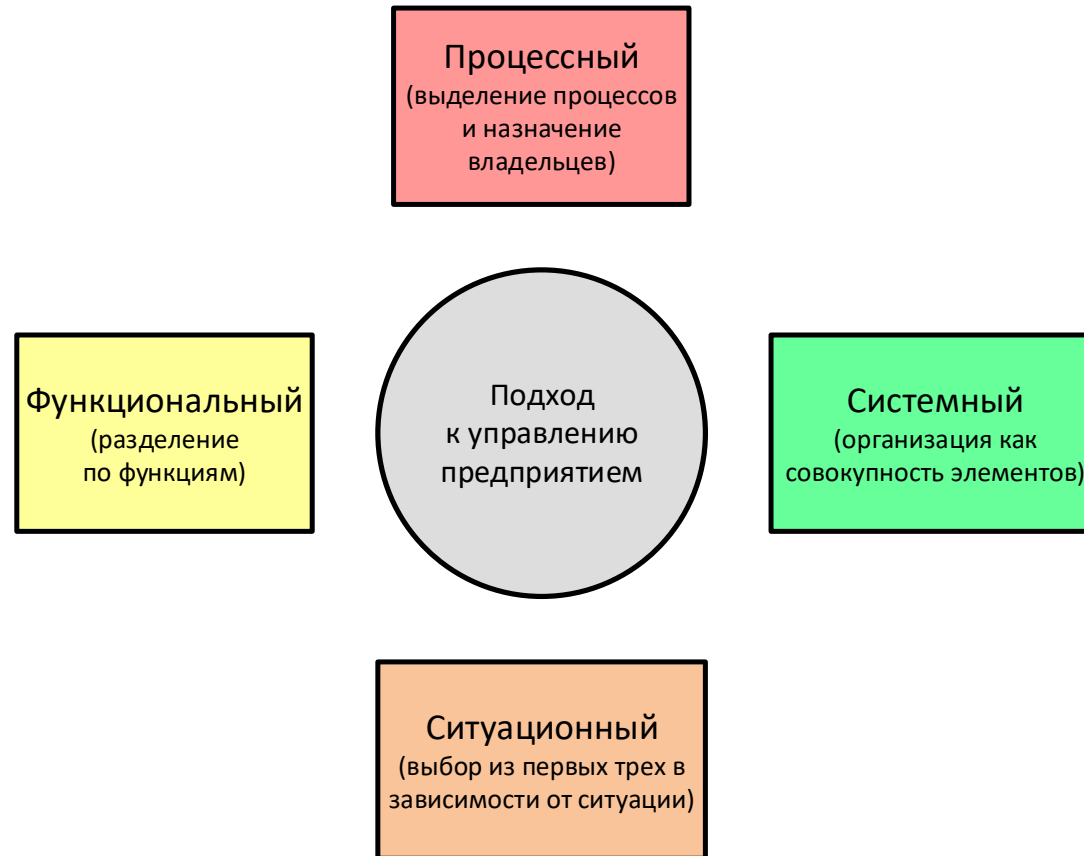 Процессный
(выделение процессов
и назначение
владельцев)
Функциональный
(разделение
по функциям)
Подход
к управлению
предприятием
Системный
(организация как
совокупность элементов)
Ситуационный
(выбор из первых трех в
зависимости от ситуации)